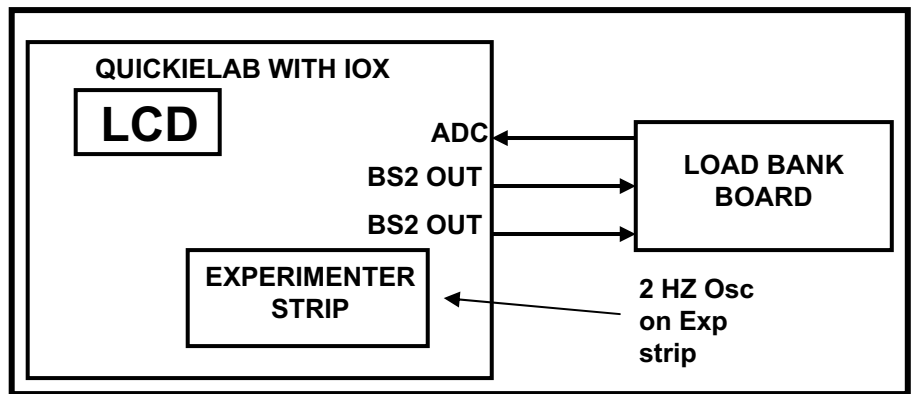 QUICKIELAB WITH IOX
LCD
ADC
BS2 OUT
BS2 OUT
EXPERIMENTER
STRIP
LOAD BANK
BOARD
2 HZ Osc
on Exp
strip